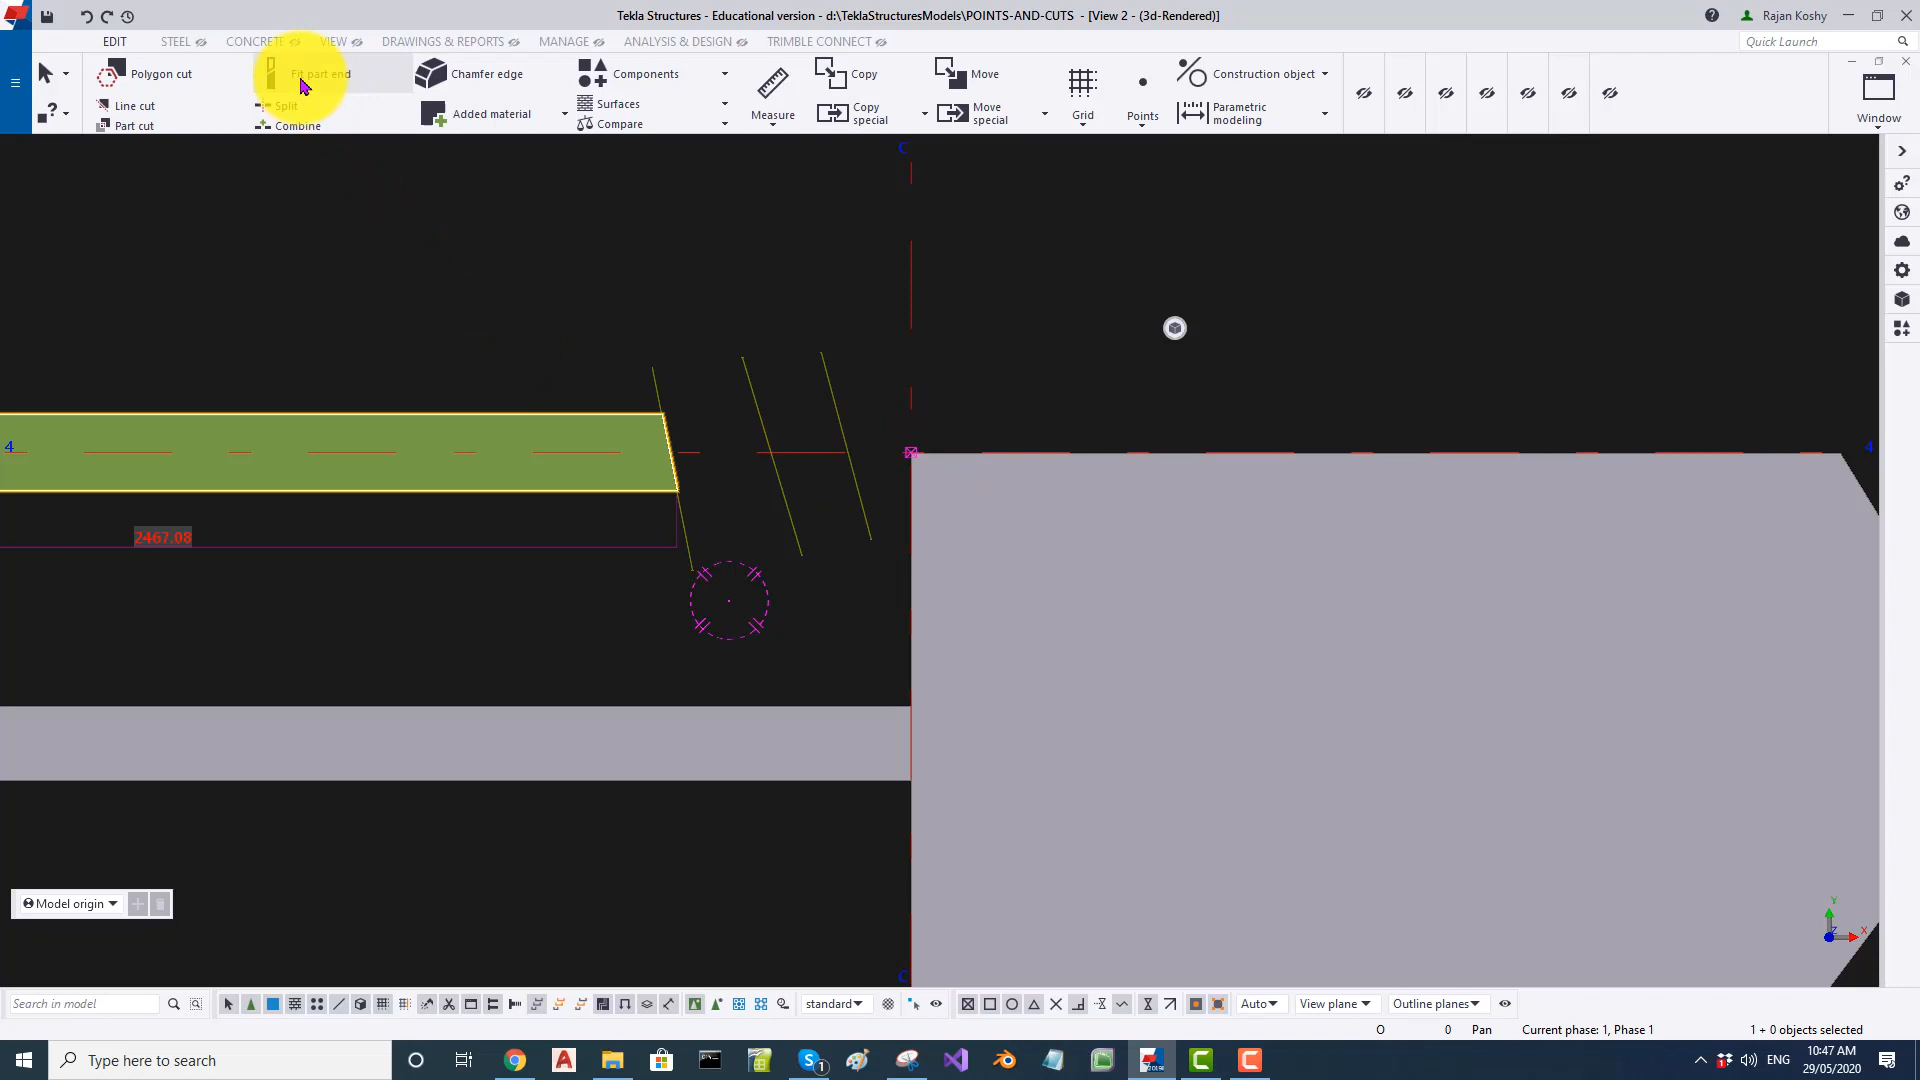 Tekla Structures - Educational version - d:\TeklaStructuresModels\POINTS-AND-CUTS - [View 2 - (3d-Rendered)]
Rajan Koshy
EDIT STEEL CONCRETE VIEW DRAWINGS & REPORTS MANAGE ANALYSIS & DESIGN TRIMBLE CONNECT
Quick Launch
Polygon cut
Line cut
Part cut
Fit part end
Split
Combine
Chamfer edge
Added material
Components
Surfaces
Compare
Measure
Copy
Copy
special
Move
Move
special
Grid
Points
Construction object
Parametric
modeling
Window
C
4
4
2467.08
Model origin
Y
Z
X
C
Search in model
standard
Auto
View plane
Outline planes
O 0 Pan Current phase: 1, Phase 1 1 + 0 objects selected
Type here to search
1
2019i
ENG
10:47 AM
29/05/2020